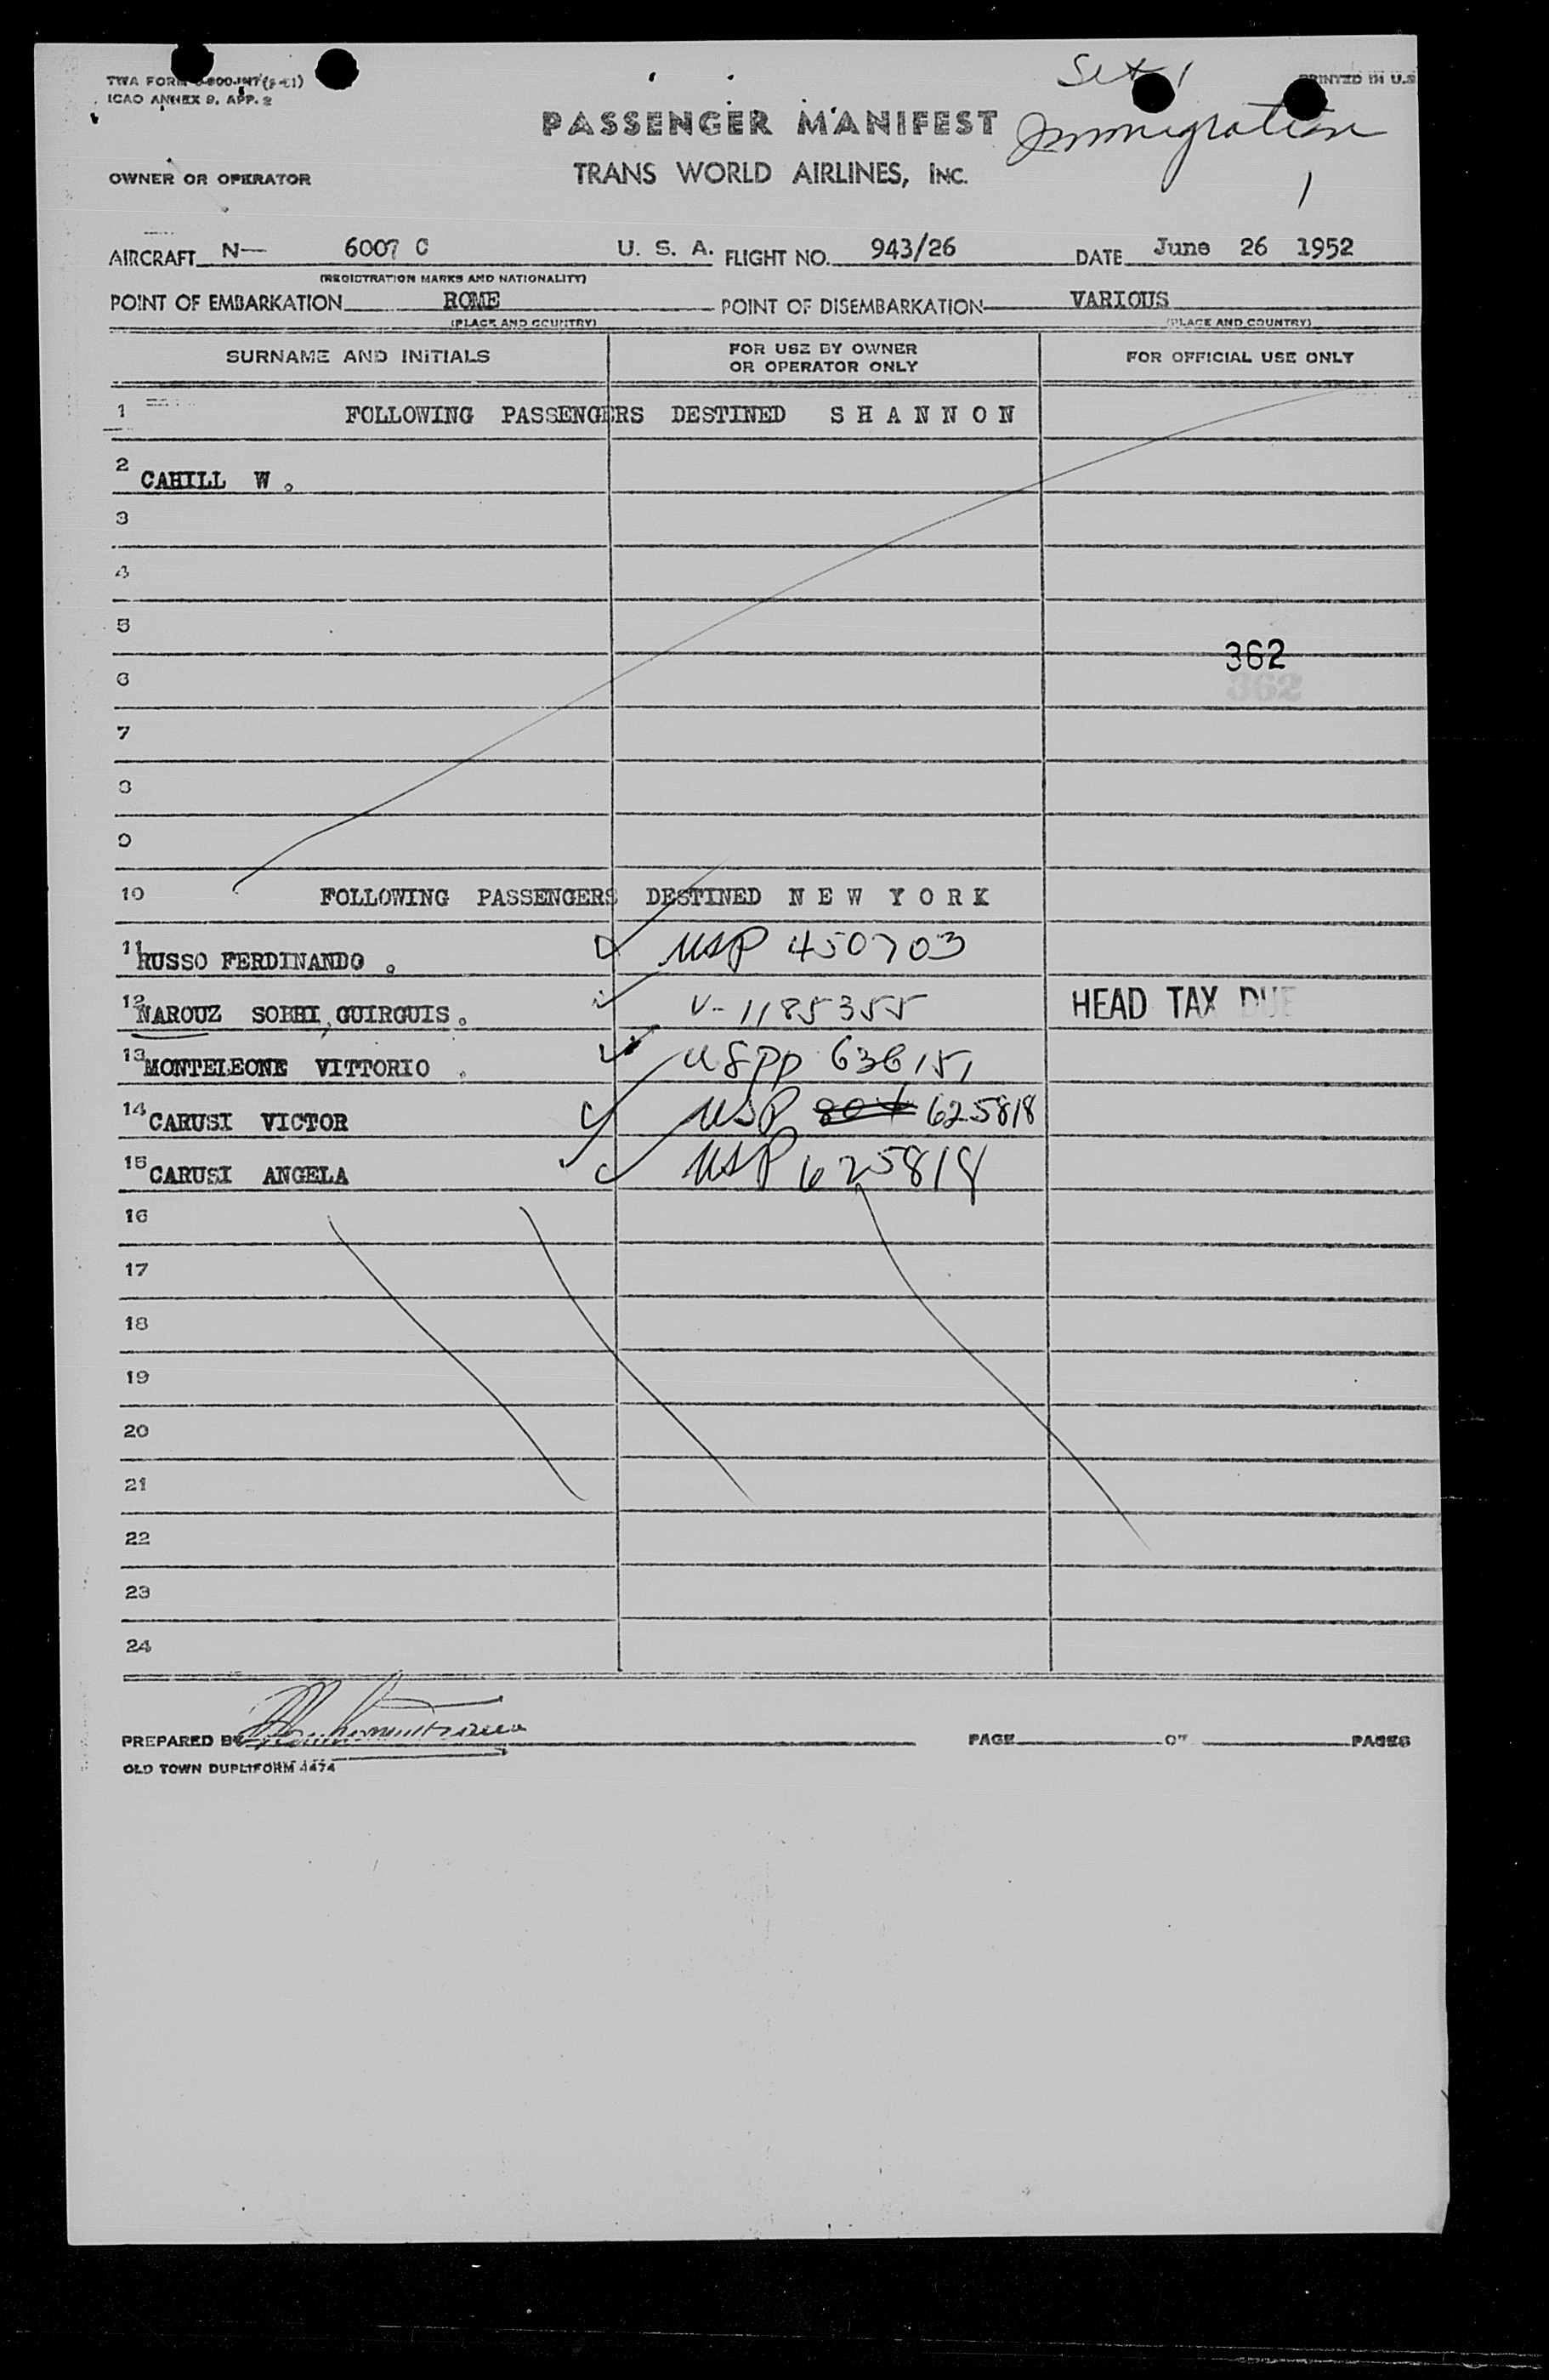 TWA FORM
ICAO ANNEX 9. APP. 2
Set 1
PRINTED IN U.S
PASSENGER MANIFEST
Immigration
OWNER OR OPERATOR
TRANS WORLD AIRLINES, INC.
1
AIRCRAFT N— 6007 C U. S. A. FLIGHT NO. 943/26 DATE June 26 1952
(REGISTRATION MARKS AND NATIONALITY)
POINT OF EMBARKATION ROME POINT OF DISEMBARKATION VARIOUS
(PLACE AND COUNTRY) (PLACE AND COUNTRY)
SURNAME AND INITIALS FOR USE BY OWNER OR OPERATOR ONLY FOR OFFICIAL USE ONLY
1 FOLLOWING PASSENGERS DESTINED S H A N N O N
2 CAHILL W.
3
4
5
362
6
7
8
9
10 FOLLOWING PASSENGERS DESTINED N E W Y O R K
11 RUSSO FERDINANDO . USP 450703
12 NAROUZ SOBHI GUIRGUIS. V-1185355 HEAD TAX DUE
13 MONTELEONE VITTORIO . USPP 636151
14 CARUSI VICTOR USP 625818
15 CARUSI ANGELA USP 625819
16
17
18
19
20
21
22
23
24
PREPARED BY PAGE OF PAGES
OLD TOWN DUPLIFORM 4474